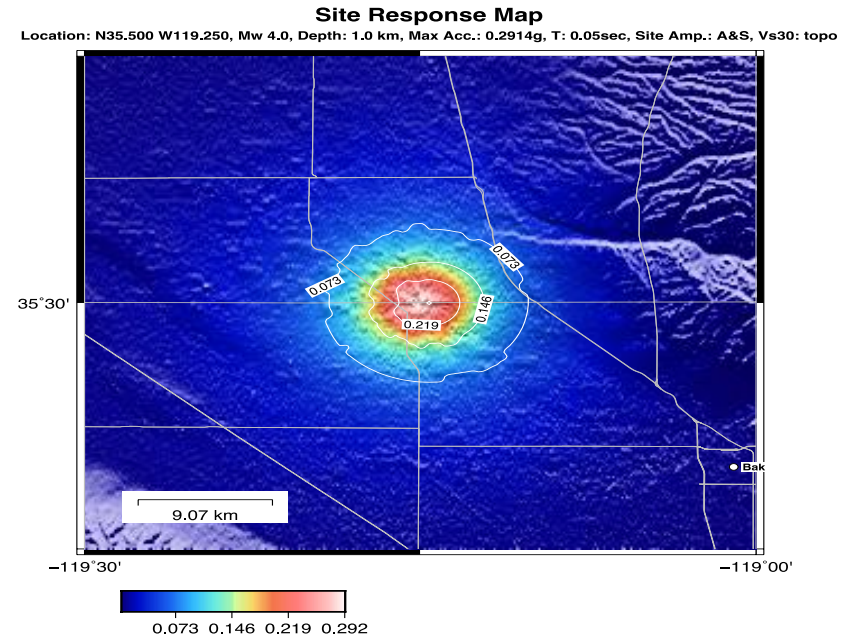 Site Response Map
Location: N35.500 W119.250, Mw 4.0, Depth: 1.0 km, Max Acc.: 0.2914g, T: 0.05sec, Site Amp.: A&S, Vs30: topo
0.073
0.073
35˚30'
0.146
0.219
Bak
9.07 km
−119˚30' −119˚00'
0.073 0.146 0.219 0.292